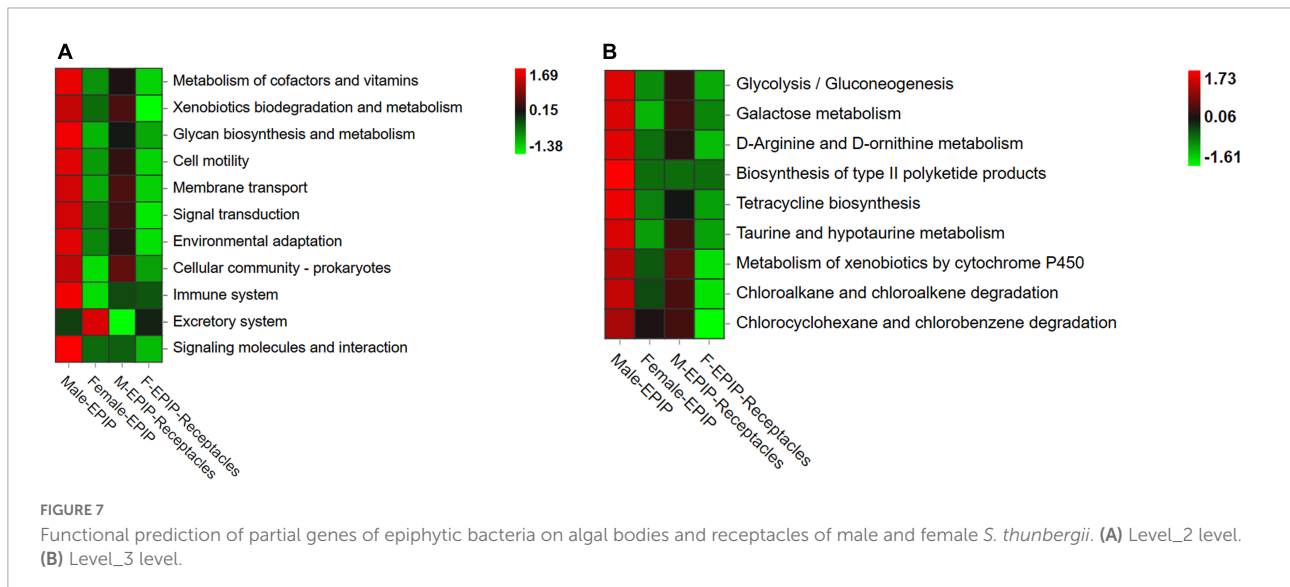 A
Metabolism of cofactors and vitamins
Xenobiotics biodegradation and metabolism
Glycan biosynthesis and metabolism
Cell motility
Membrane transport
Signal transduction
Environmental adaptation
Cellular community - prokaryotes
Immune system
Excretory system
Signaling molecules and interaction
Male-EPIP
Female-EPIP
M-EPIP-Receptacles
F-EPIP-Receptacles
1.69
0.15
-1.38
B
Glycolysis / Gluconeogenesis
Galactose metabolism
D-Arginine and D-ornithine metabolism
Biosynthesis of type II polyketide products
Tetracycline biosynthesis
Taurine and hypotaurine metabolism
Metabolism of xenobiotics by cytochrome P450
Chloroalkane and chloroalkene degradation
Chlorocyclohexane and chlorobenzene degradation
Male-EPIP
Female-EPIP
M-EPIP-Receptacles
F-EPIP-Receptacles
1.73
0.06
-1.61
FIGURE 7
Functional prediction of partial genes of epiphytic bacteria on algal bodies and receptacles of male and female S. thunbergii. (A) Level_2 level.
(B) Level_3 level.